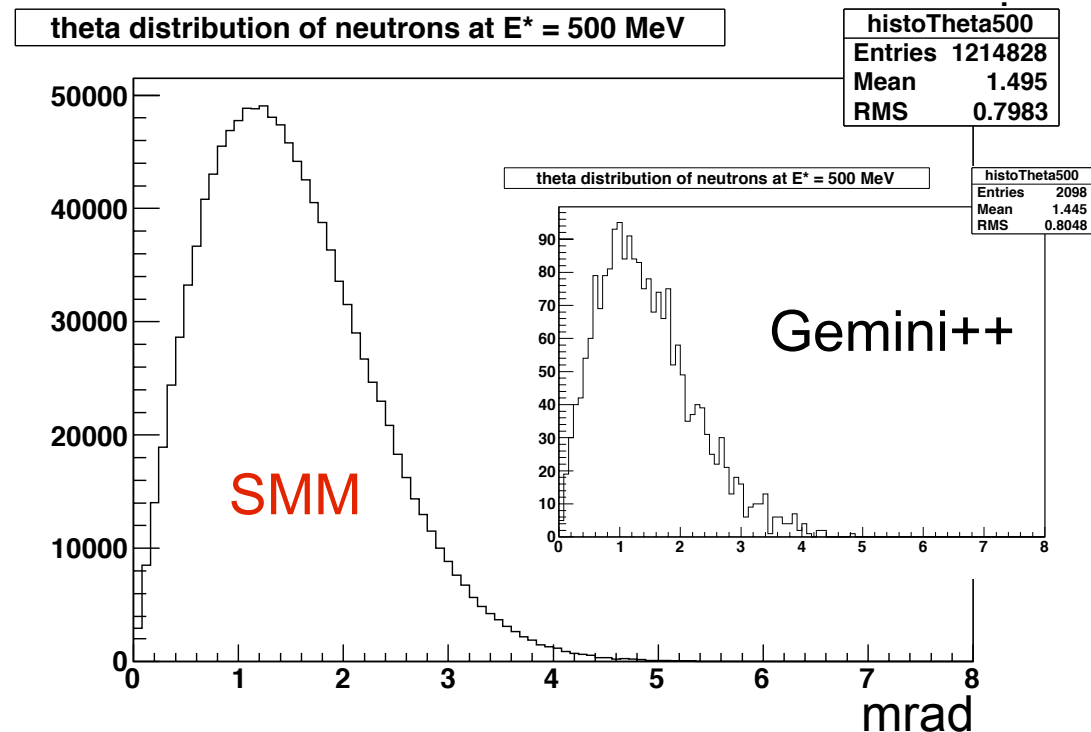 theta distribution of neutrons at E* = 500 MeV
histoTheta500
Entries 1214828
Mean 1.495
RMS 0.7983
50000
40000
30000
20000
10000
0
0 1 2 3 4 5 6 7 8
mrad
SMM
theta distribution of neutrons at E* = 500 MeV
histoTheta500
Entries 2098
Mean 1.445
RMS 0.8048
90
80
70
60
50
40
30
20
10
0
0 1 2 3 4 5 6 7 8
Gemini++